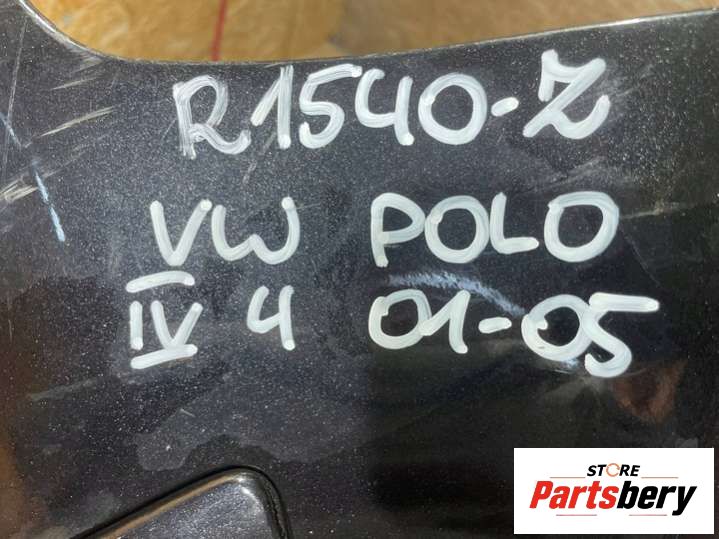 R1540-Z
VW POLO
IV 4 01-05
STORE
Partsbery